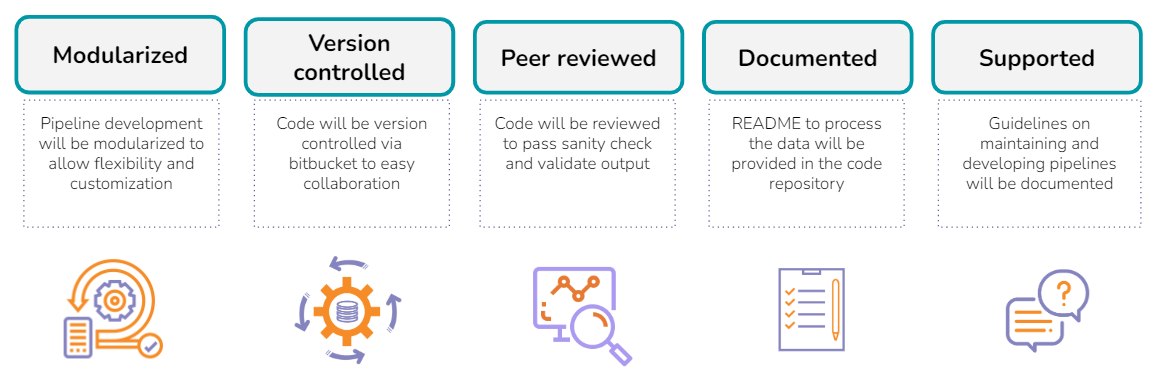 Modularized
Pipeline development
will be modularized to
allow flexibility and
customization
Version
controlled
Code will be version
controlled via
bitbucket to easy
collaboration
Peer reviewed
Code will be reviewed
to pass sanity check
and validate output
Documented
README to process
the data will be
provided in the code
repository
Supported
Guidelines on
maintaining and
developing pipelines
will be documented
?